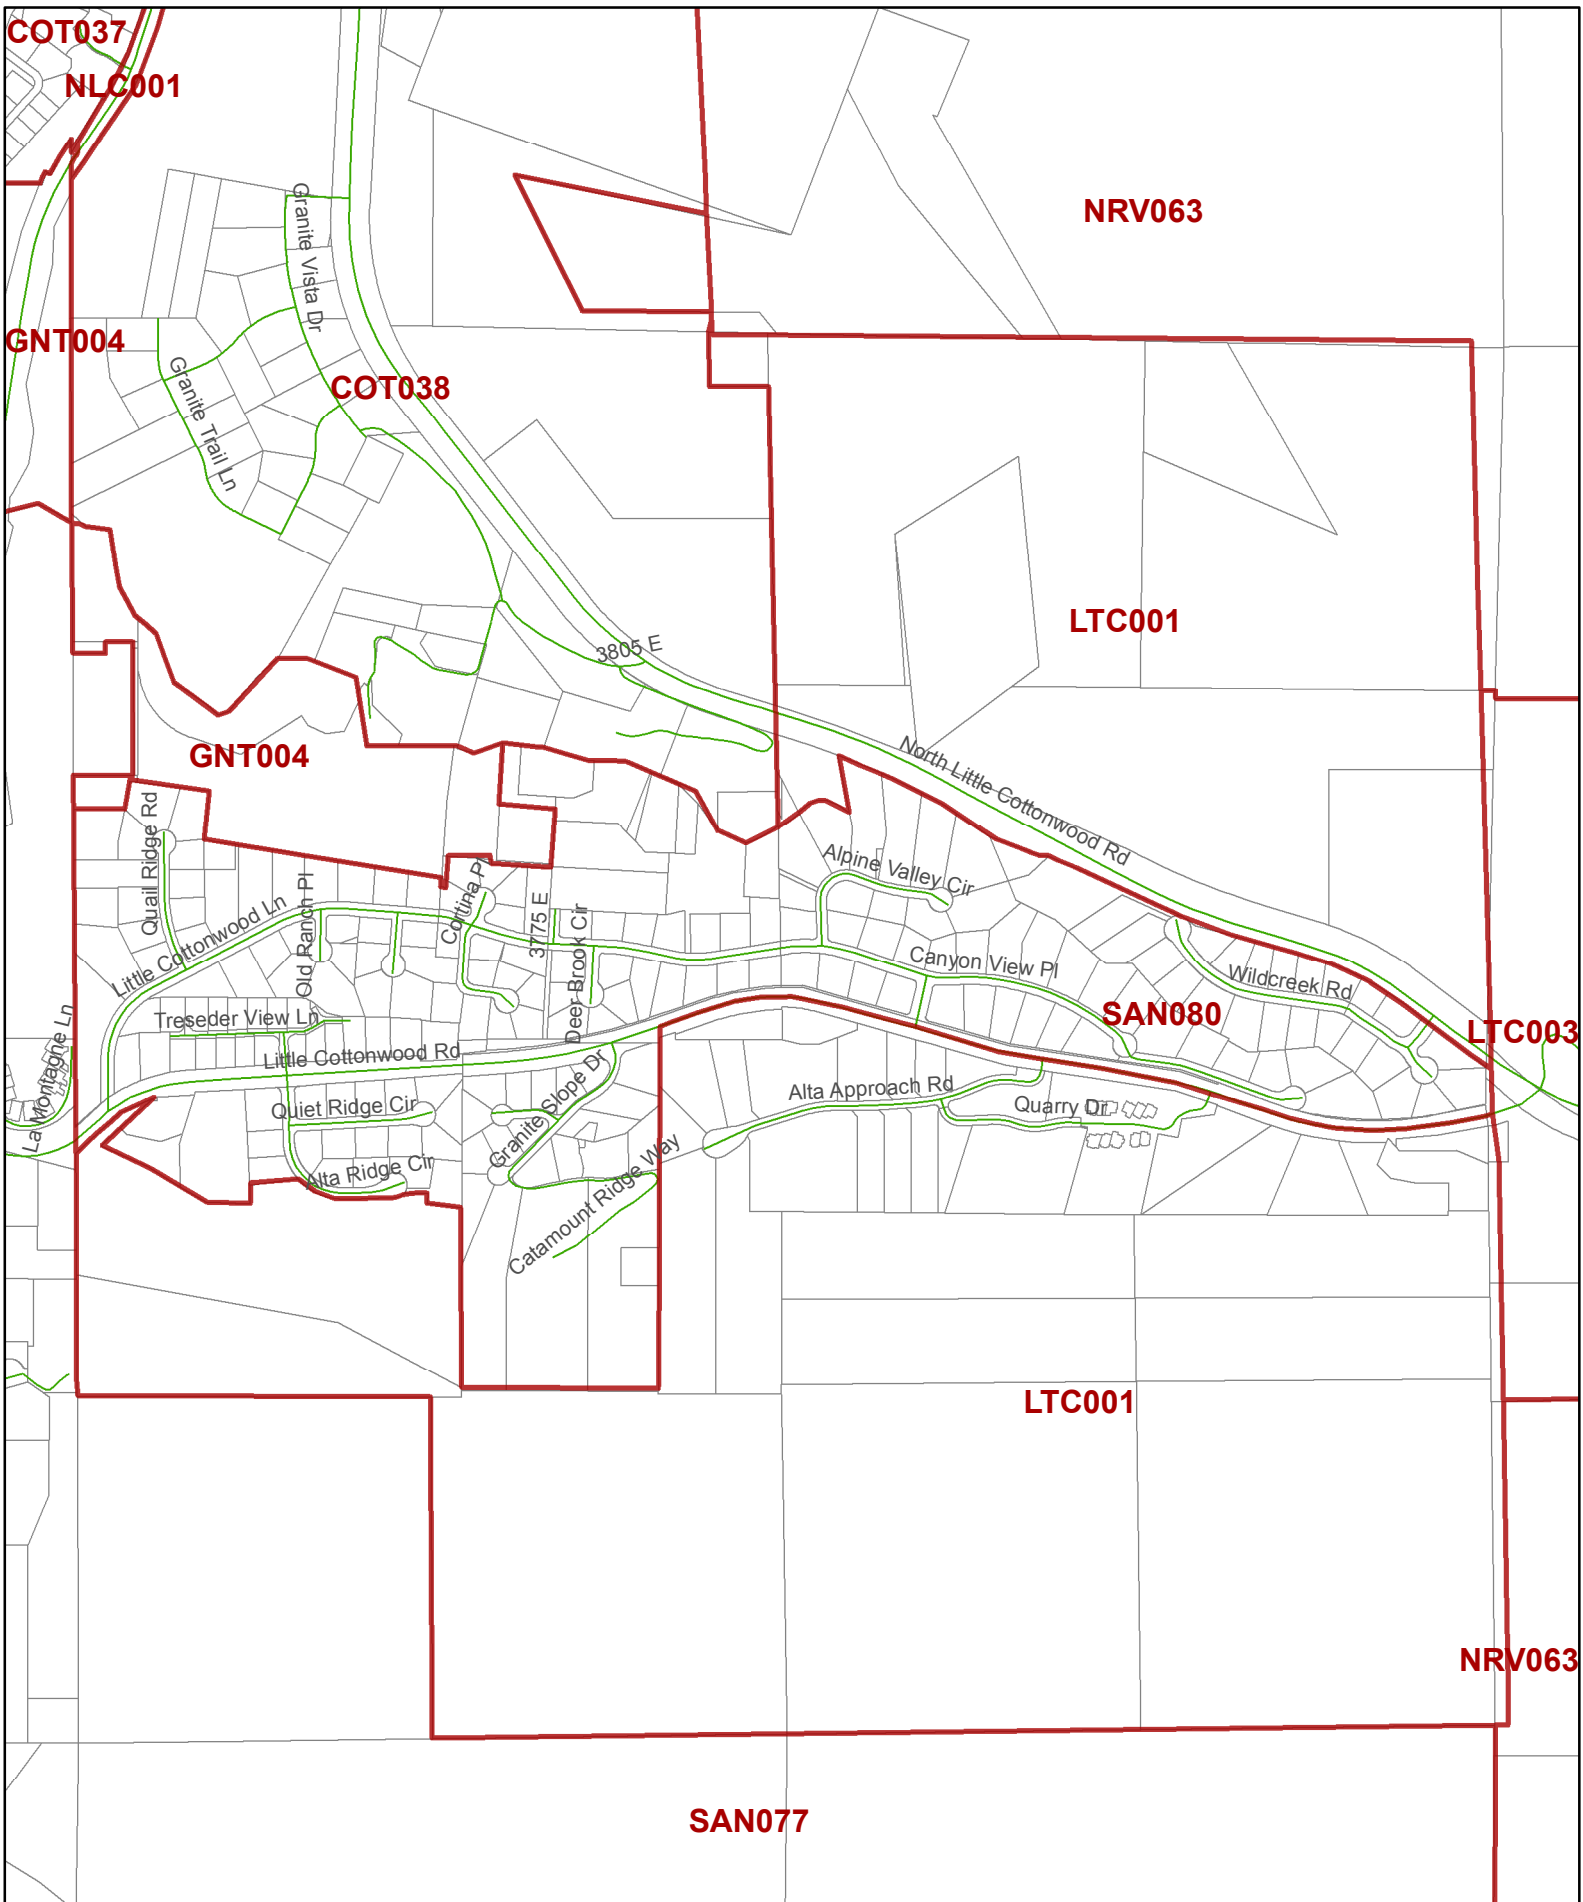 COT037
NLC001
NRV063
Granite Vista Dr
GNT004
COT038
Granite Trail Ln
LTC001
3805 E
GNT004
North Little Cottonwood Rd
Quail Ridge Rd
Alpine Valley Cir
Cortina Pl
Old Ranch Pl
3775 E
Deer Brook Cir
Little Cottonwood Ln
Canyon View Pl
Wildcreek Rd
SAN080
Treseder View Ln
LTC003
La Montagne Ln
Little Cottonwood Rd
Alta Approach Rd
Quarry Dr
Quiet Ridge Cir
Granite Slope Dr
Alta Ridge Cir
Catamount Ridge Way
LTC001
NRV063
SAN077